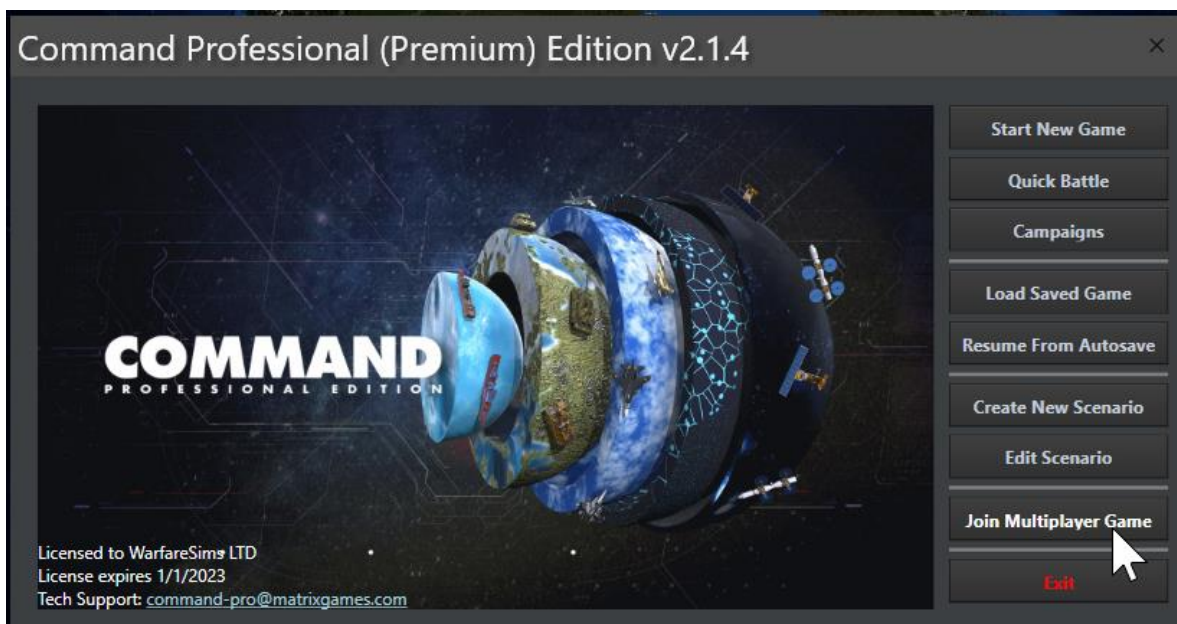 Command Professional (Premium) Edition v2.1.4
Start New Game
Quick Battle
Campaigns
Load Saved Game
Resume From Autosave
Create New Scenario
Edit Scenario
Join Multiplayer Game
Exit
COMMAND
PROFESSIONAL EDITION
Licensed to WarfareSims LTD
License expires 1/1/2023
Tech Support: command-pro@matrixgames.com